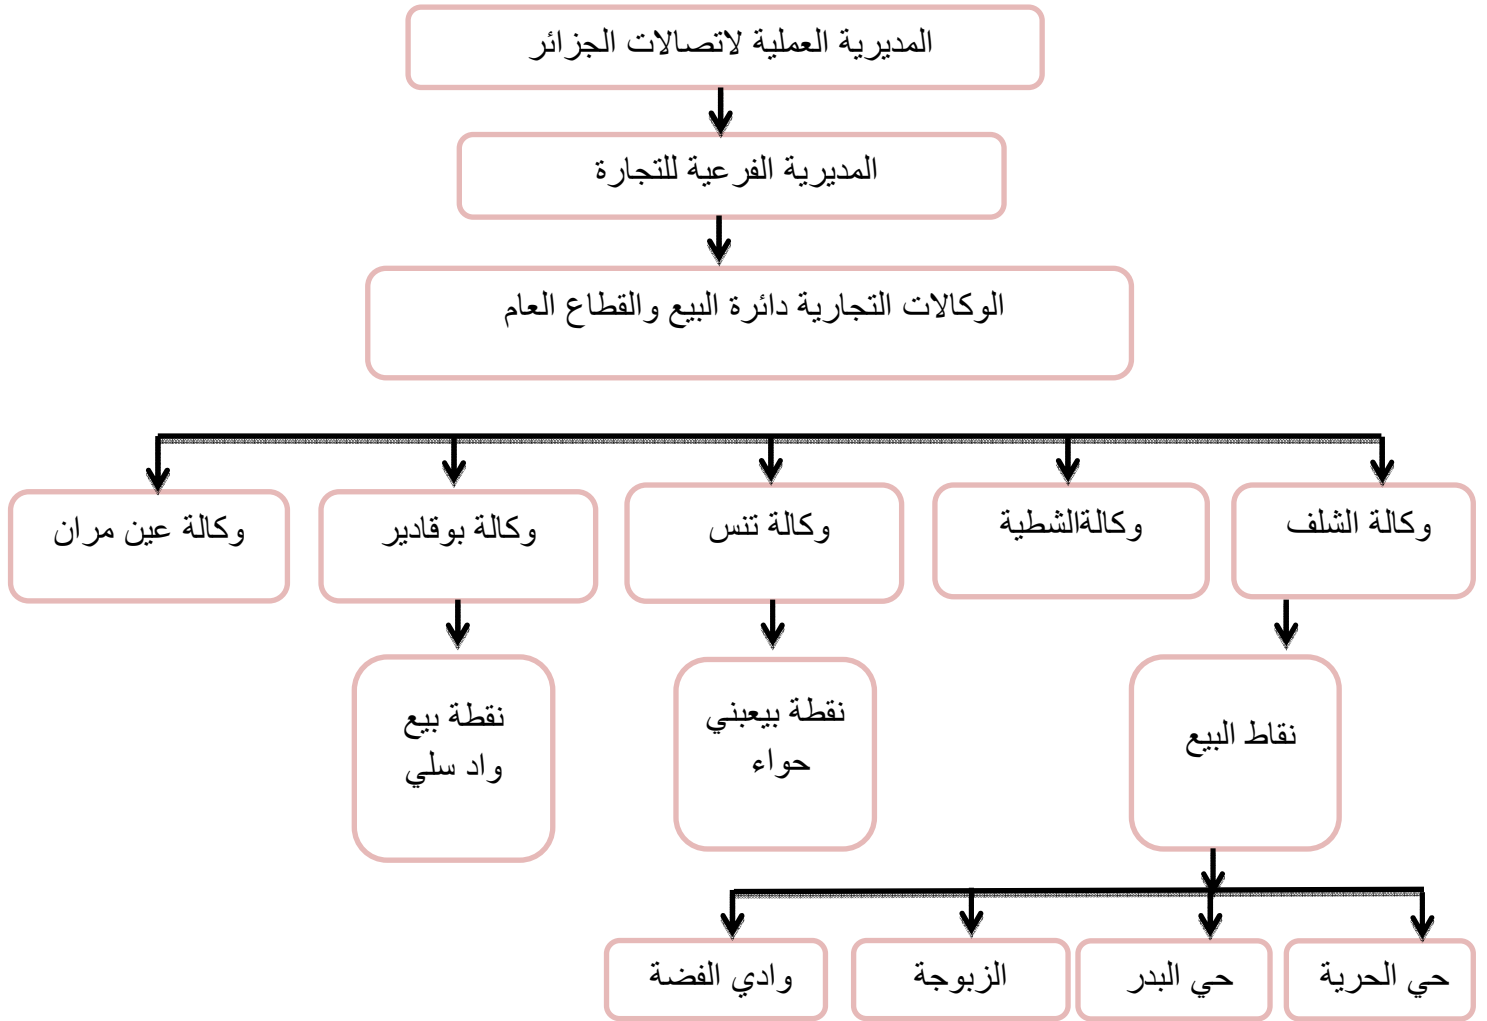 المديرية العملية لاتصالات الجزائر
المديرية الفرعية للتجارة
الوكالات التجارية دائرة البيع والقطاع العام
وكالة الشلف
وكالةالشطية
وكالة تنس
وكالة بوقادير
وكالة عين مران
نقاط البيع
نقطة بيعبني
حواء
نقطة بيع
واد سلي
حي الحرية
حي البدر
الزبوجة
وادي الفضة